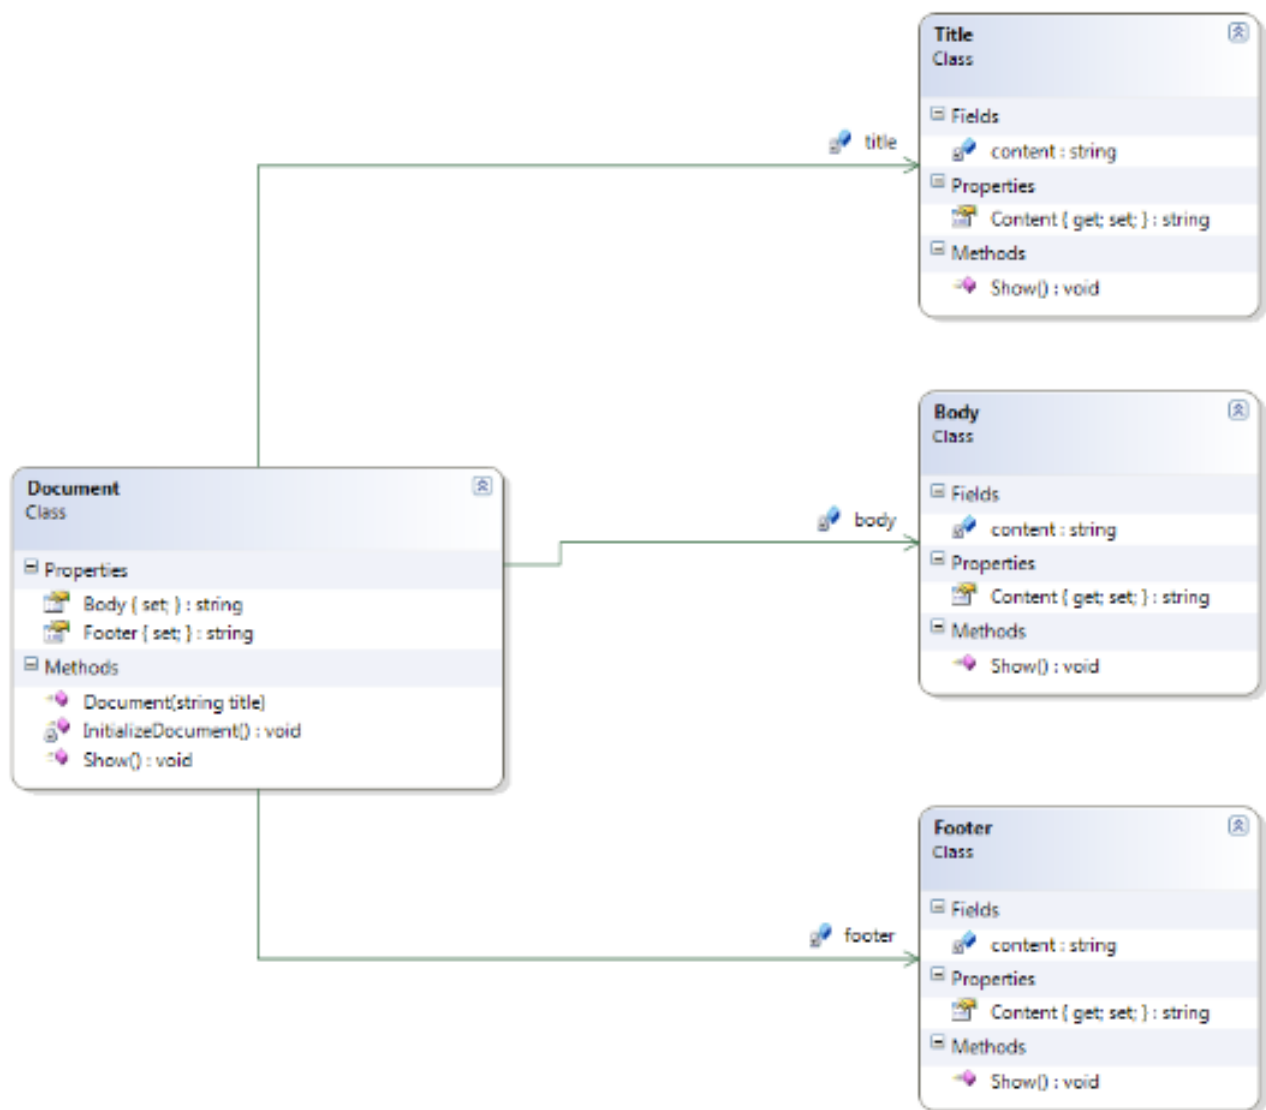 Title
Class
Fields
content : string
Properties
Content { get; set; } : string
Methods
Show() : void
title
Body
Class
Fields
content : string
Properties
Content { get; set; } : string
Methods
Show() : void
body
Document
Class
Properties
Body { set; } : string
Footer { set; } : string
Methods
Document(string title)
InitializeDocument() : void
Show() : void
footer
Footer
Class
Fields
content : string
Properties
Content { get; set; } : string
Methods
Show() : void